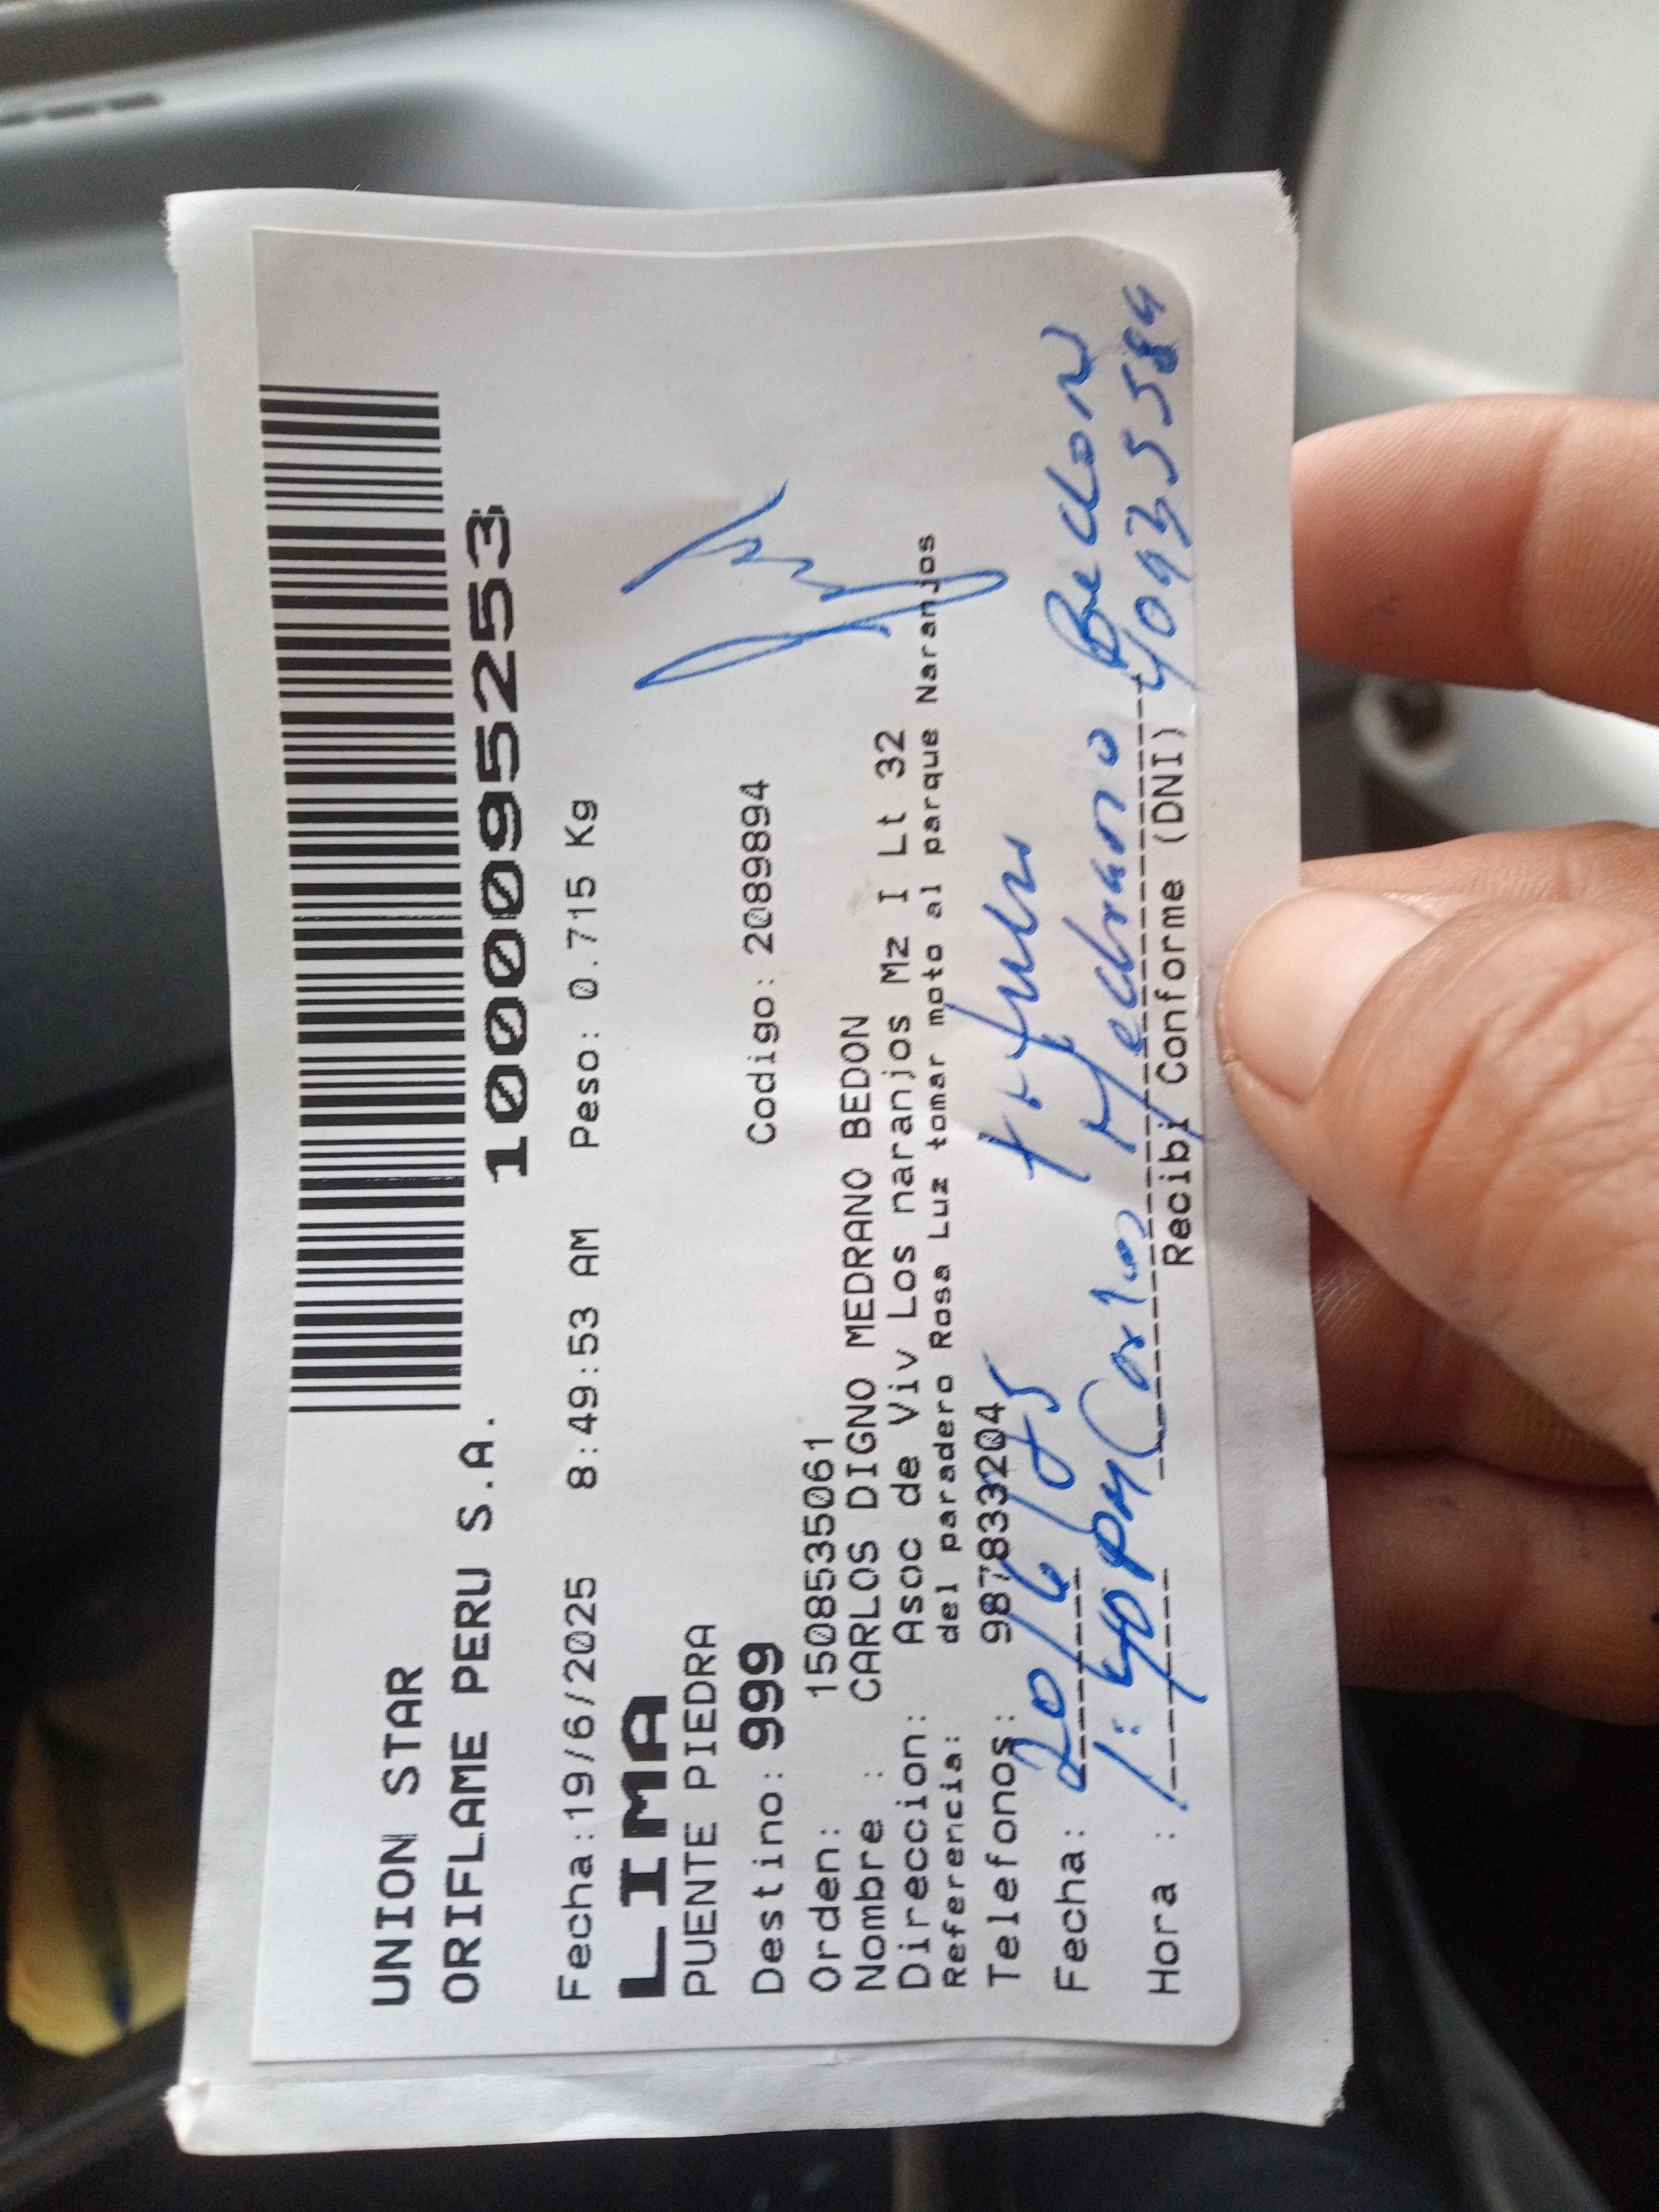 UNION STAR
ORIFLAME PERU S.A.
1000095253
Fecha:19/6/2025 8:49:53 AM Peso: 0.715 Kg
LIMA
PUENTE PIEDRA
Destino: 999 Codigo: 2089894
Orden: 1508535061
Nombre : CARLOS DIGNO MEDRANO BEDON
Direccion: Asoc de Viv Los naranjos Mz I Lt 32
Referencia: del paradero Rosa Luz tomar moto al parque Naranjos
Telefonos: 987833204
Fecha: 20/6/25
Hora : 1:40PM Carlos Medrano Bedon
Recibi Conforme (DNI) 40935584